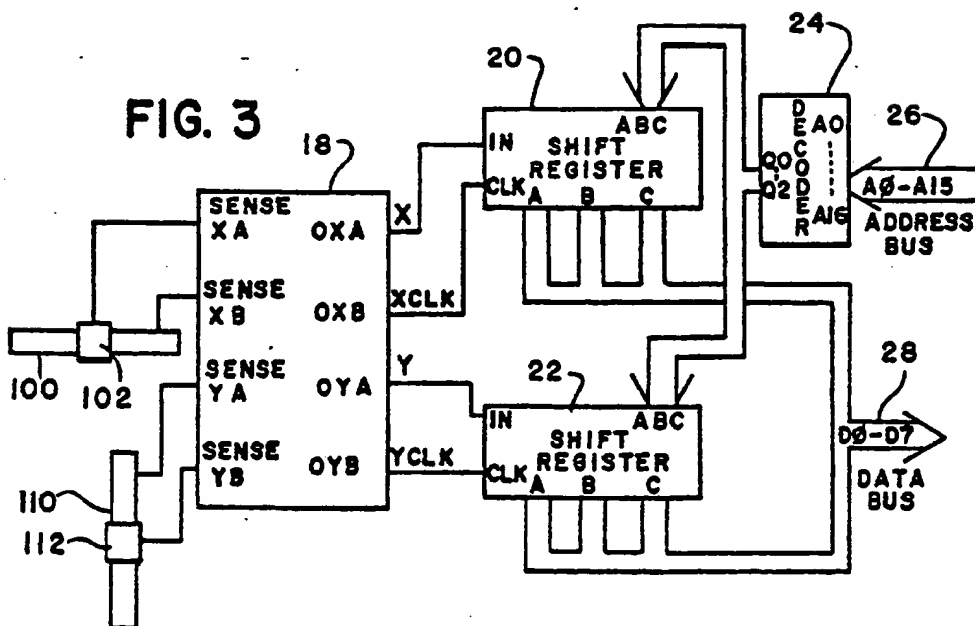 FIG. 3
18
SENSE XA
SENSE XB
SENSE YA
SENSE YB
OXA
OXB
OYA
OYB
X
XCLK
Y
YCLK
100
102
110
112
20
IN
CLK
ABC
SHIFT REGISTER
A B C
22
IN
CLK
ABC
SHIFT REGISTER
A B C
24
DECODER
Q0
Q2
A0
A16
26
AØ-A15
ADDRESS BUS
28
DØ-D7
DATA BUS